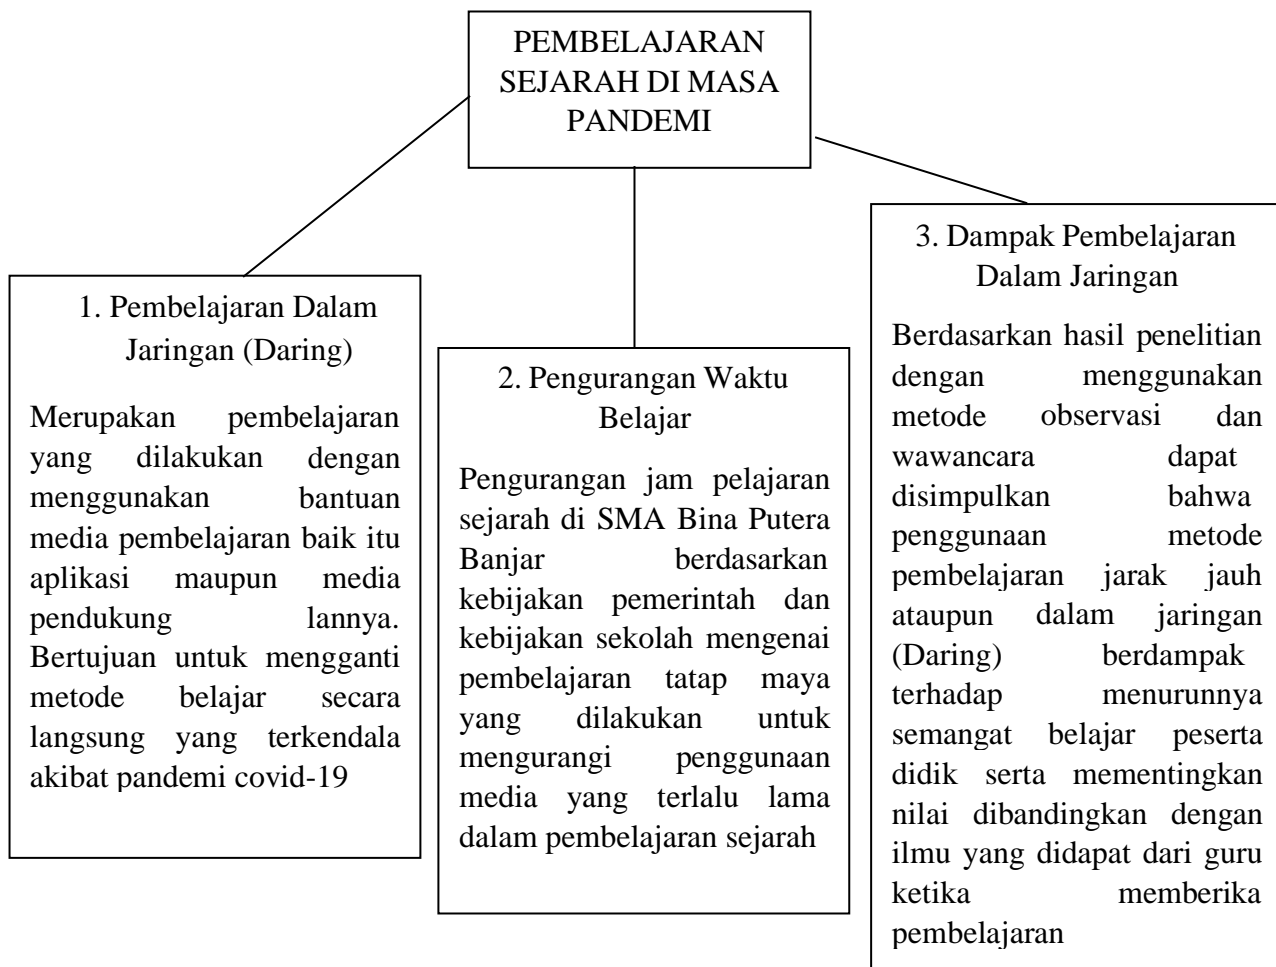 PEMBELAJARAN
SEJARAH DI MASA
PANDEMI
1. Pembelajaran Dalam
Jaringan (Daring)
Merupakan pembelajaran
yang dilakukan dengan
menggunakan bantuan
media pembelajaran baik itu
aplikasi maupun media
pendukung lannya.
Bertujuan untuk mengganti
metode belajar secara
langsung yang terkendala
akibat pandemi covid-19
2. Pengurangan Waktu
Belajar
Pengurangan jam pelajaran
sejarah di SMA Bina Putera
Banjar berdasarkan
kebijakan pemerintah dan
kebijakan sekolah mengenai
pembelajaran tatap maya
yang dilakukan untuk
mengurangi penggunaan
media yang terlalu lama
dalam pembelajaran sejarah
3. Dampak Pembelajaran
Dalam Jaringan
Berdasarkan hasil penelitian
dengan menggunakan
metode observasi dan
wawancara dapat
disimpulkan bahwa
penggunaan metode
pembelajaran jarak jauh
ataupun dalam jaringan
(Daring) berdampak
terhadap menurunnya
semangat belajar peserta
didik serta mementingkan
nilai dibandingkan dengan
ilmu yang didapat dari guru
ketika memberika
pembelajaran